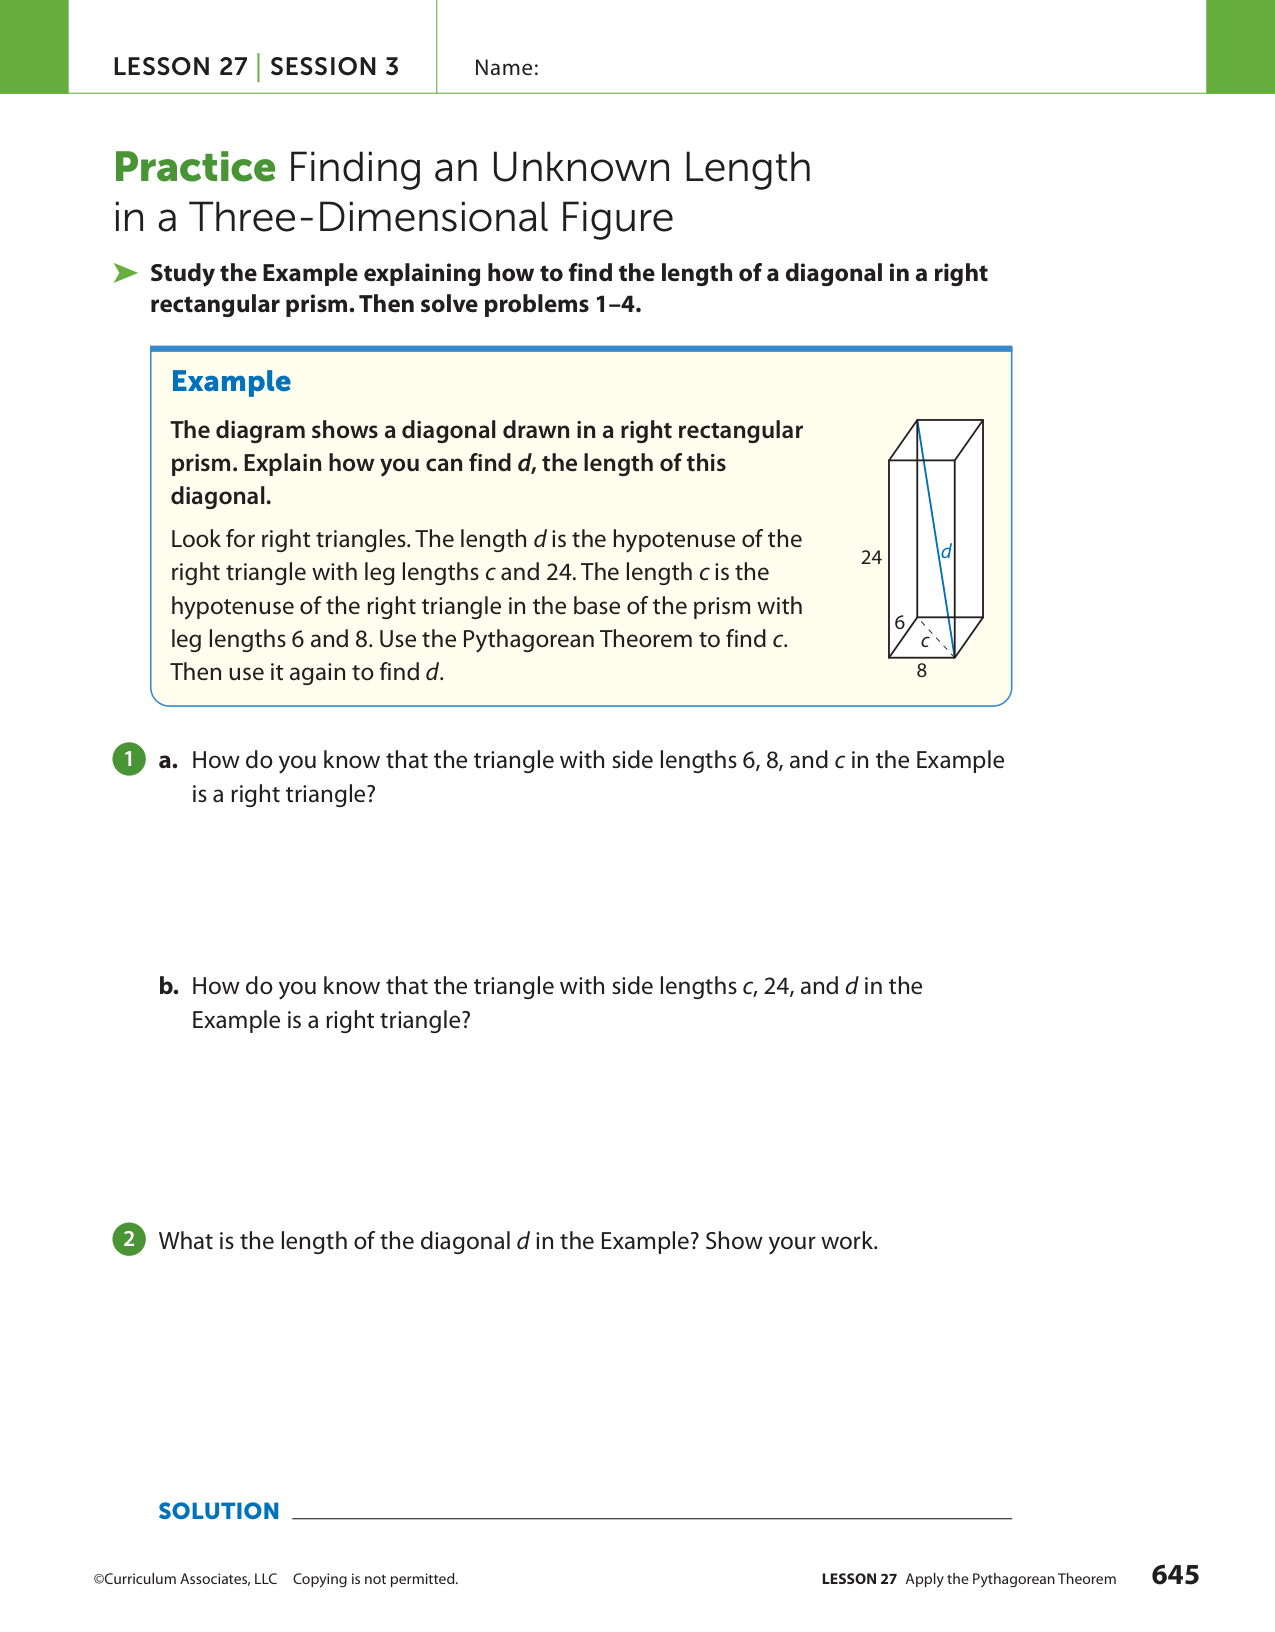 LESSON 27 | SESSION 3
Name:
Practice Finding an Unknown Length
in a Three-Dimensional Figure
Study the Example explaining how to find the length of a diagonal in a right
rectangular prism. Then solve problems 1–4.
Example
The diagram shows a diagonal drawn in a right rectangular
prism. Explain how you can find d, the length of this
diagonal.
Look for right triangles. The length d is the hypotenuse of the
right triangle with leg lengths c and 24. The length c is the
hypotenuse of the right triangle in the base of the prism with
leg lengths 6 and 8. Use the Pythagorean Theorem to find c.
Then use it again to find d.
24
d
6
c
8
1 a. How do you know that the triangle with side lengths 6, 8, and c in the Example
is a right triangle?
b. How do you know that the triangle with side lengths c, 24, and d in the
Example is a right triangle?
2 What is the length of the diagonal d in the Example? Show your work.
SOLUTION
©Curriculum Associates, LLC Copying is not permitted.
LESSON 27 Apply the Pythagorean Theorem 645